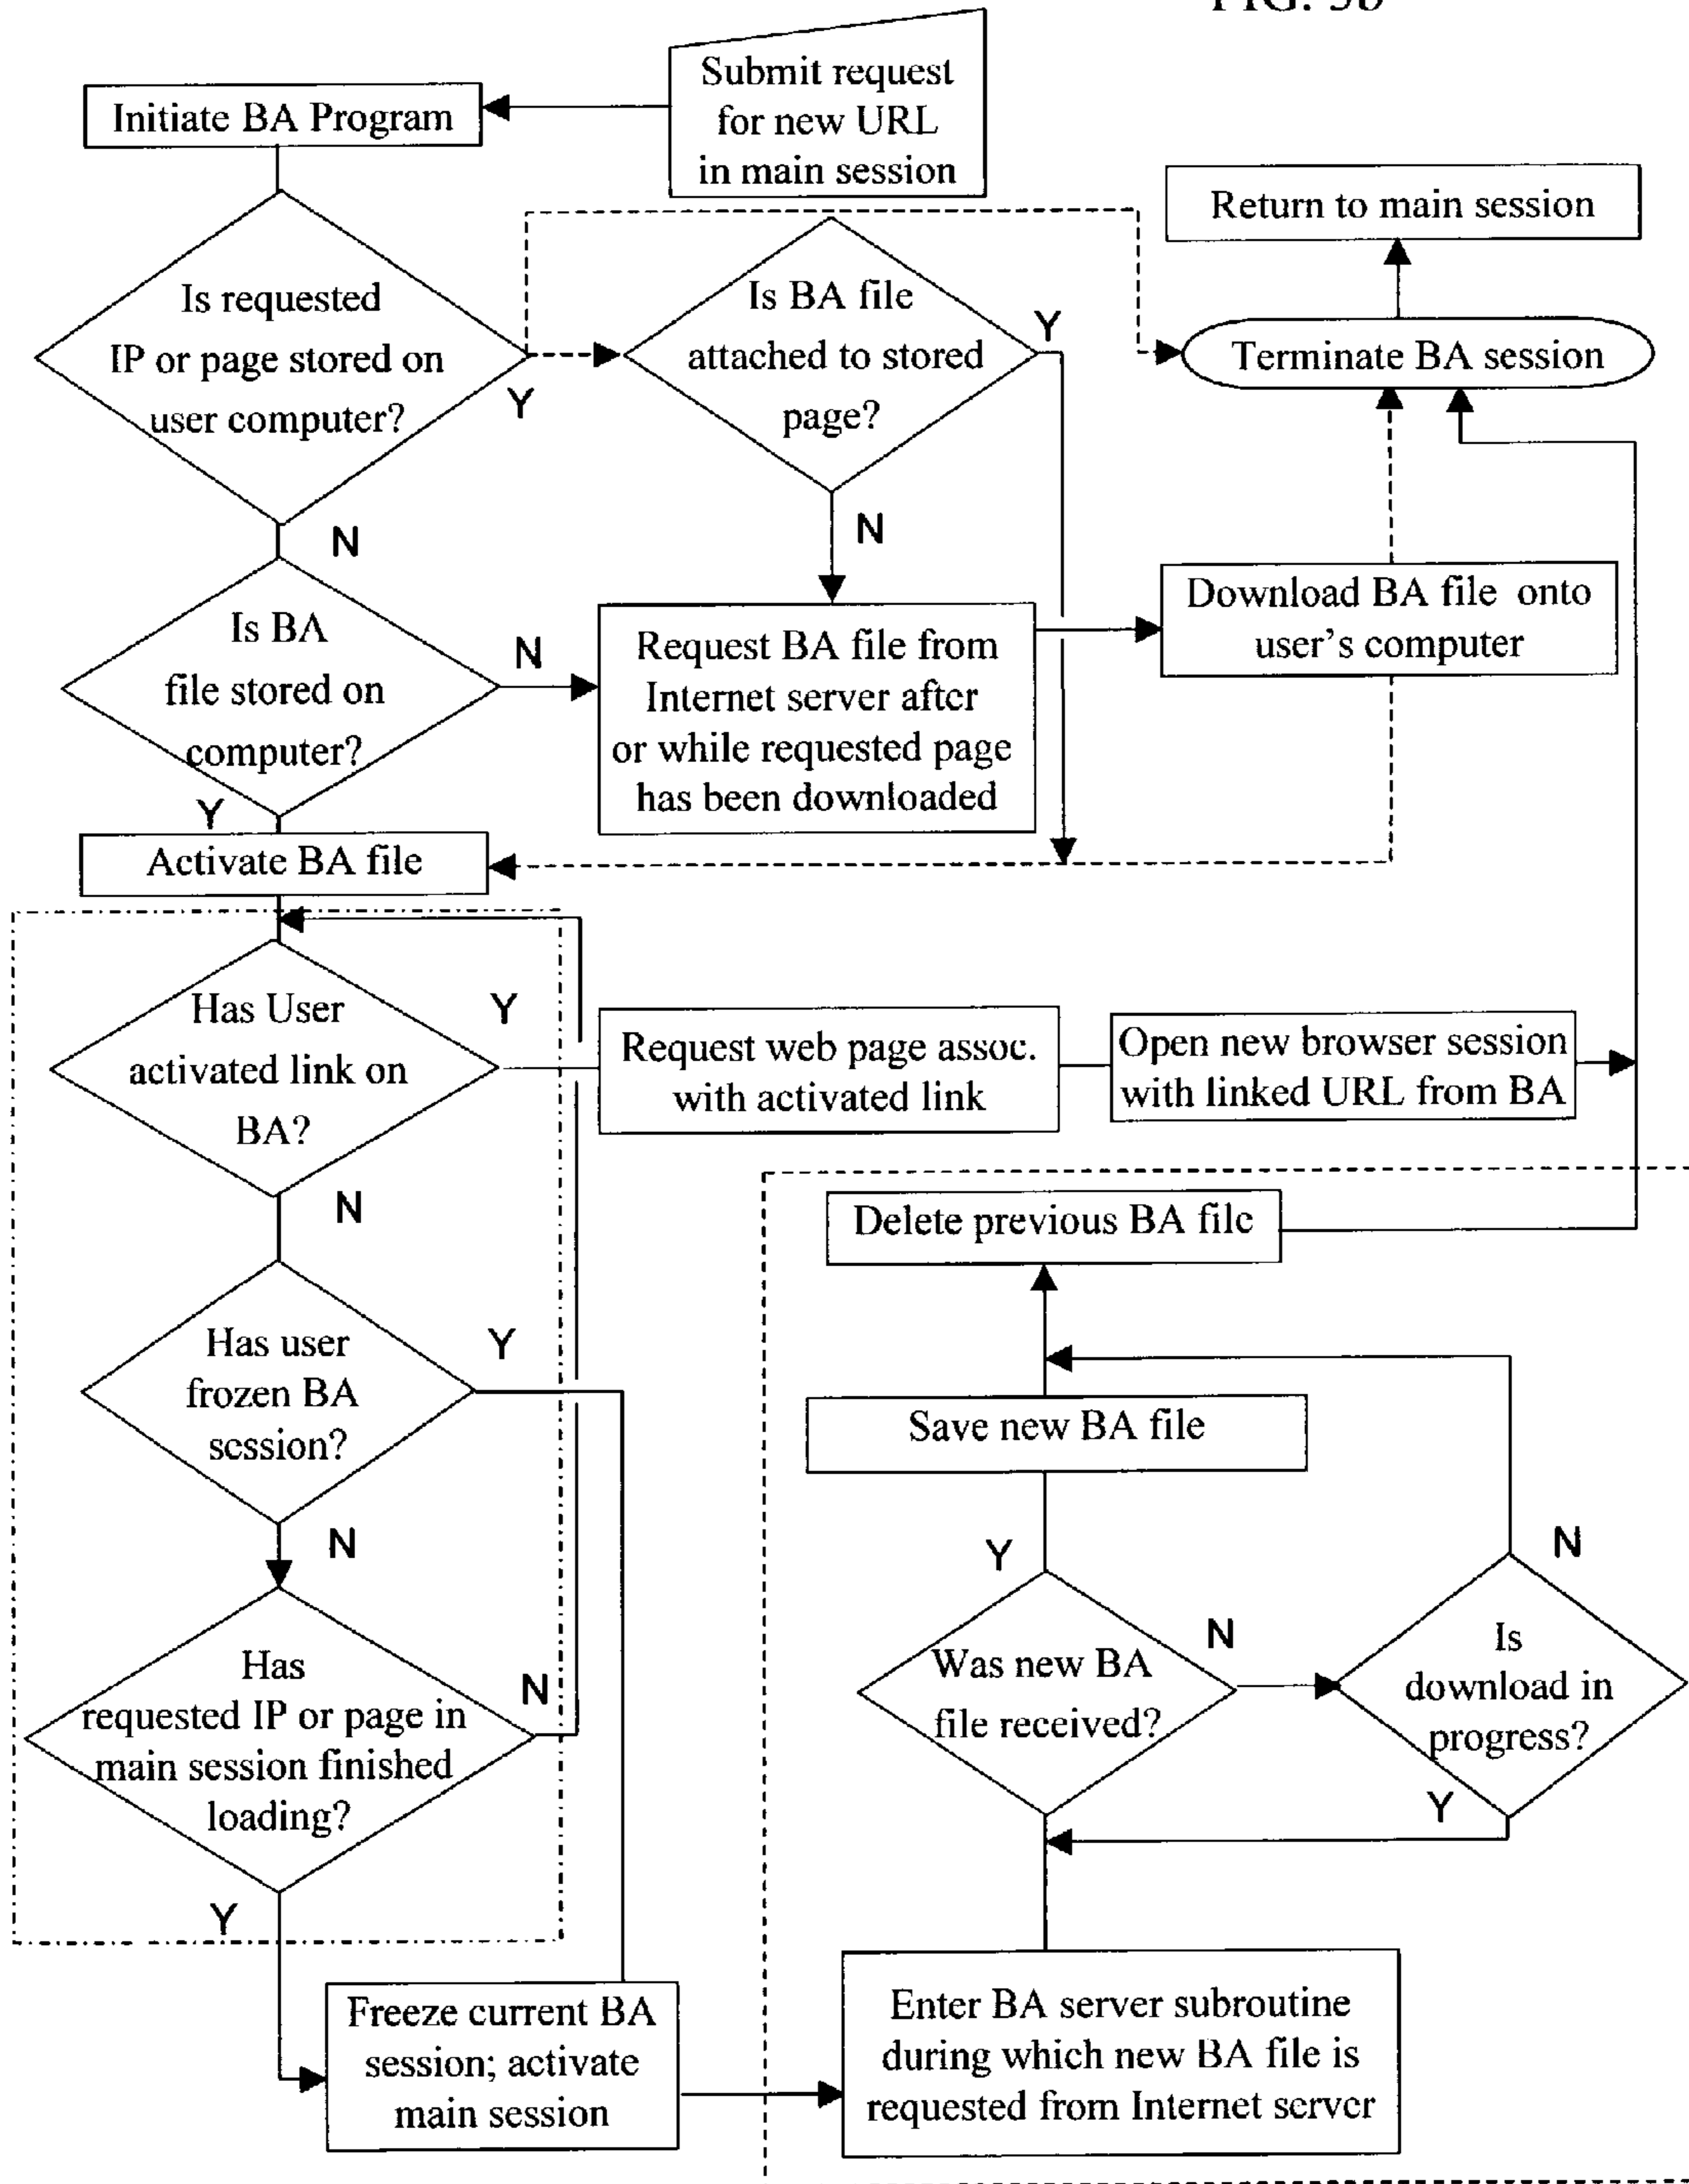 FIG. 3b
Submit request
for new URL
in main session
Initiate BA Program
Return to main session
Is requested
IP or page stored on
user computer?
Y
Is BA file
attached to stored
page?
Y
Terminate BA session
N
N
Is BA
file stored on
computer?
N
Request BA file from
Internet server after
or while requested page
has been downloaded
Download BA file onto
user's computer
Y
Activate BA file
Has User
activated link on
BA?
Y
Request web page assoc.
with activated link
Open new browser session
with linked URL from BA
N
Delete previous BA file
Has user
frozen BA
session?
Y
Save new BA file
N
Y
N
Has
requested IP or page in
main session finished
loading?
N
Was new BA
file received?
N
Is
download in
progress?
Y
Y
Freeze current BA
session; activate
main session
Enter BA server subroutine
during which new BA file is
requested from Internet server